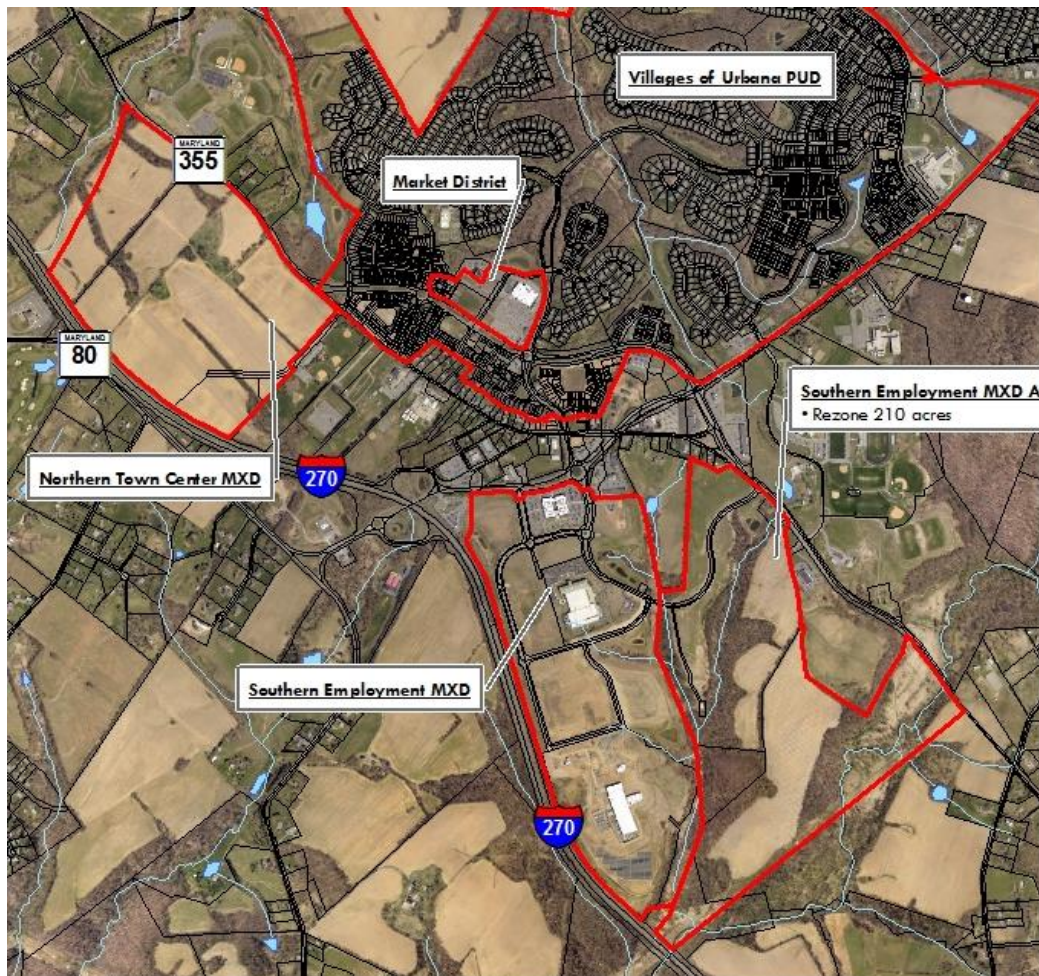 Villages of Urbana PUD
MARYLAND
355
Market District
MARYLAND
80
Southern Employment MXD A
• Rezone 210 acres
Northern Town Center MXD
270
Southern Employment MXD
270